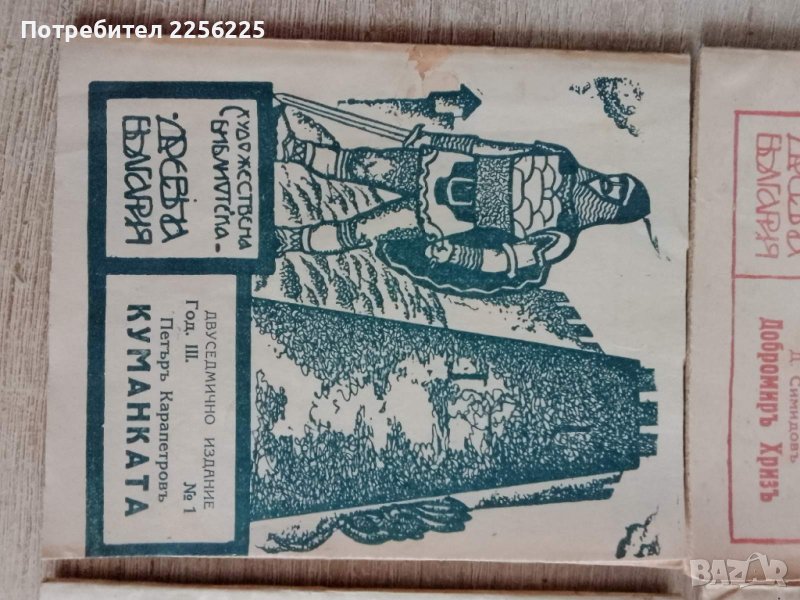 Потребител 2256225
ХУДОЖЕСТВЕНА
БИБЛИОТЕКА
ДРЕВНА
БЪЛГАРИЯ
ДВУСЕДМИЧНО ИЗДАНИЕ
Год. III. № 1
Петъръ Карапетровъ
КУМАНКАТА
ДРЕВНА
БЪЛГАРИЯ
Д. Симидовъ
Добромиръ Хризъ
BAZAR